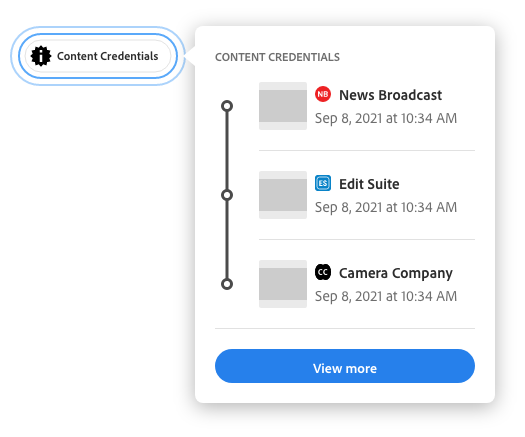 Content Credentials
CONTENT CREDENTIALS
NB News Broadcast
Sep 8, 2021 at 10:34 AM
ES Edit Suite
Sep 8, 2021 at 10:34 AM
CC Camera Company
Sep 8, 2021 at 10:34 AM
View more